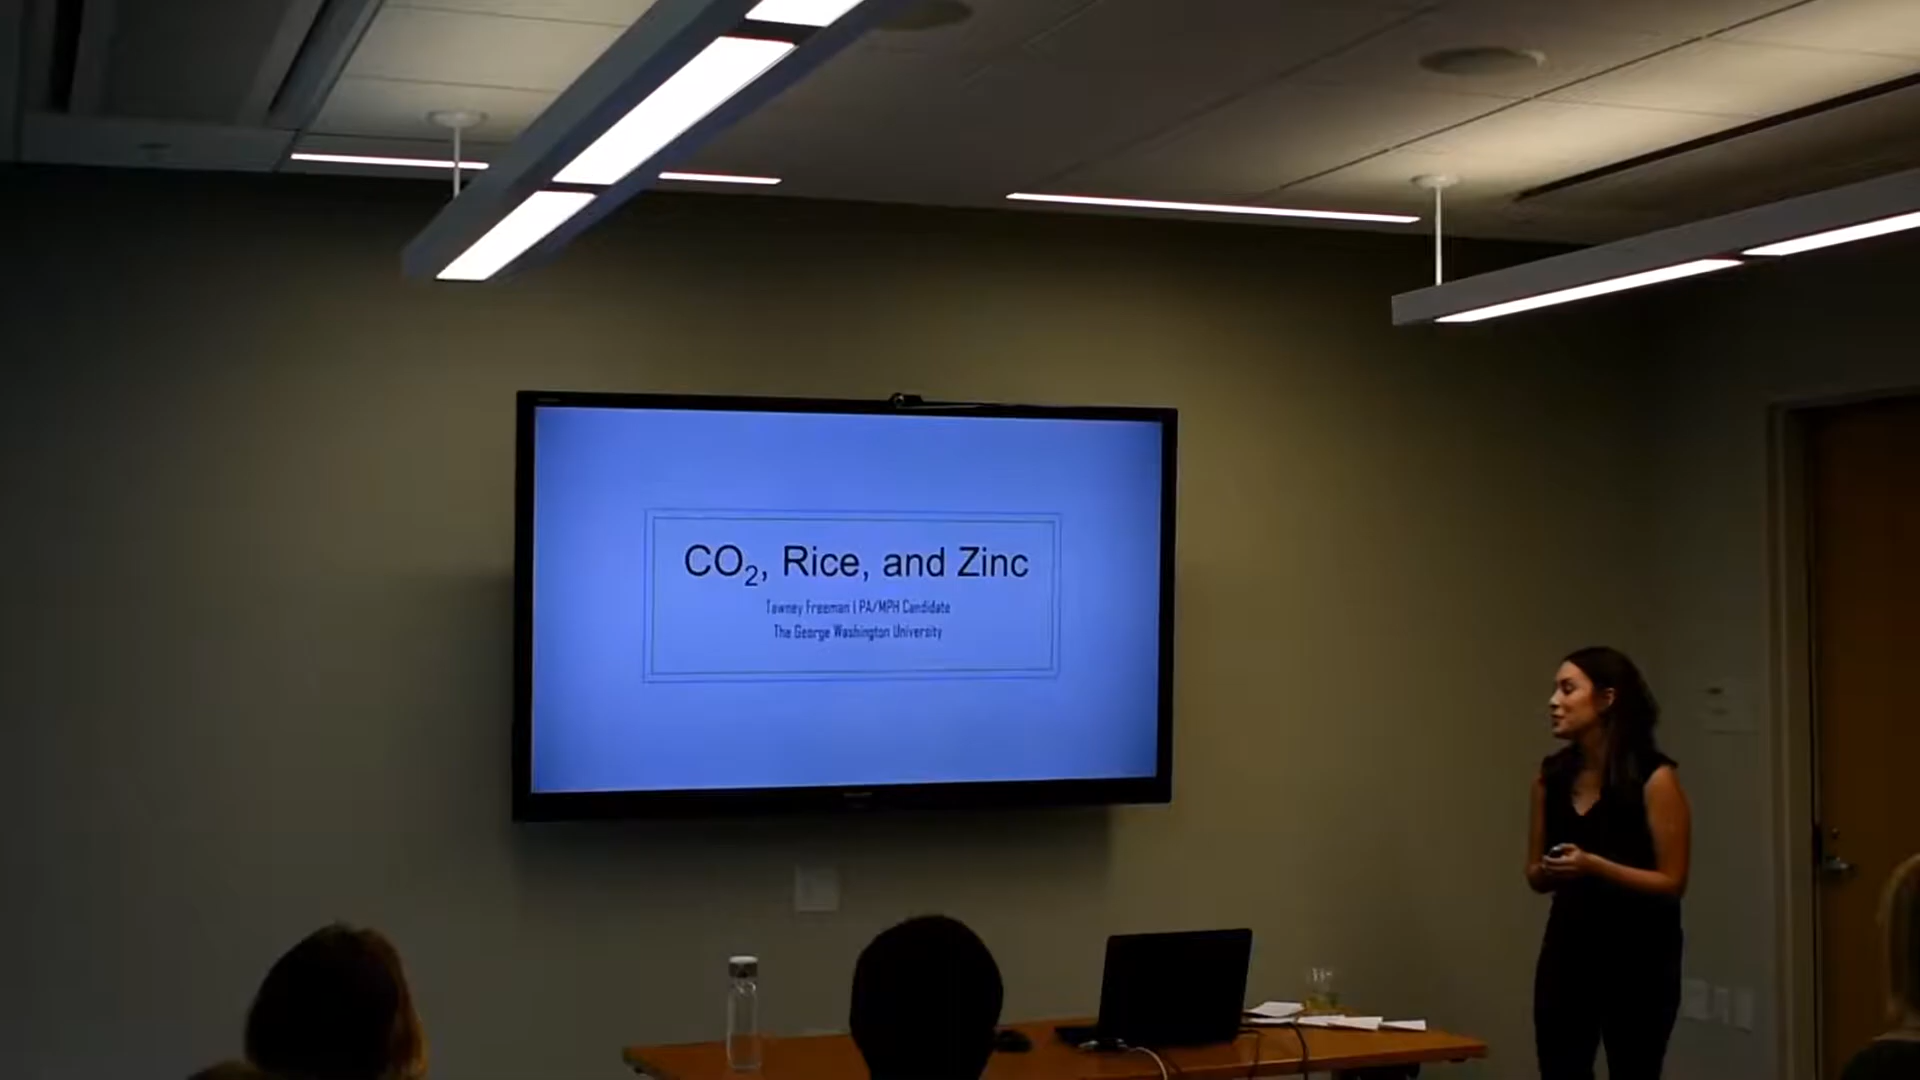 CO₂, Rice, and Zinc
Tawney Freeman | PA/MPH Candidate
The George Washington University